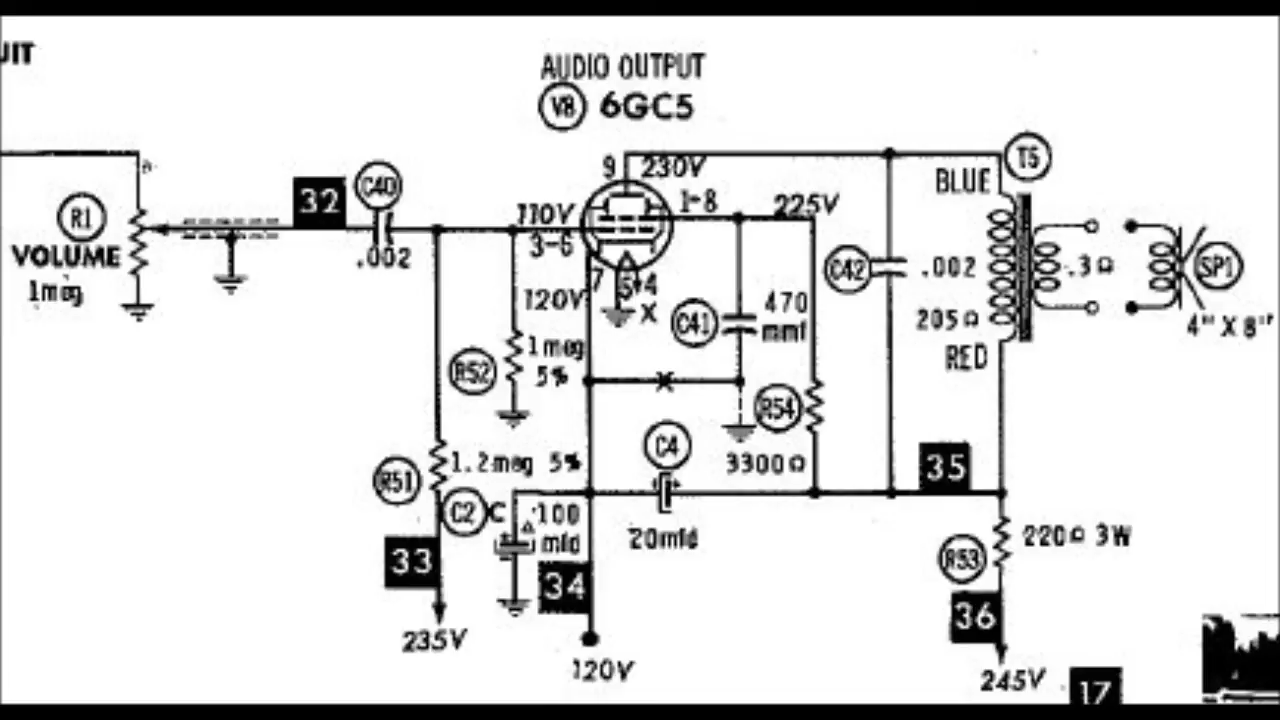 UIT
AUDIO OUTPUT
V8 6GC5
9 230V
T5
BLUE
32
C40
1-8
225V
R1
VOLUME
1meg
110V
3-6
.002
7
5 4
X
120V
C41
470
mmf
C42
.002
205Ω
RED
.3Ω
SP1
4" X 8"
R52
1meg
5%
R54
3300Ω
C4
20mfd
R51
1.2meg 5%
C2 C
100
mfd
33
235V
34
120V
35
R53
220Ω 3W
36
245V
17